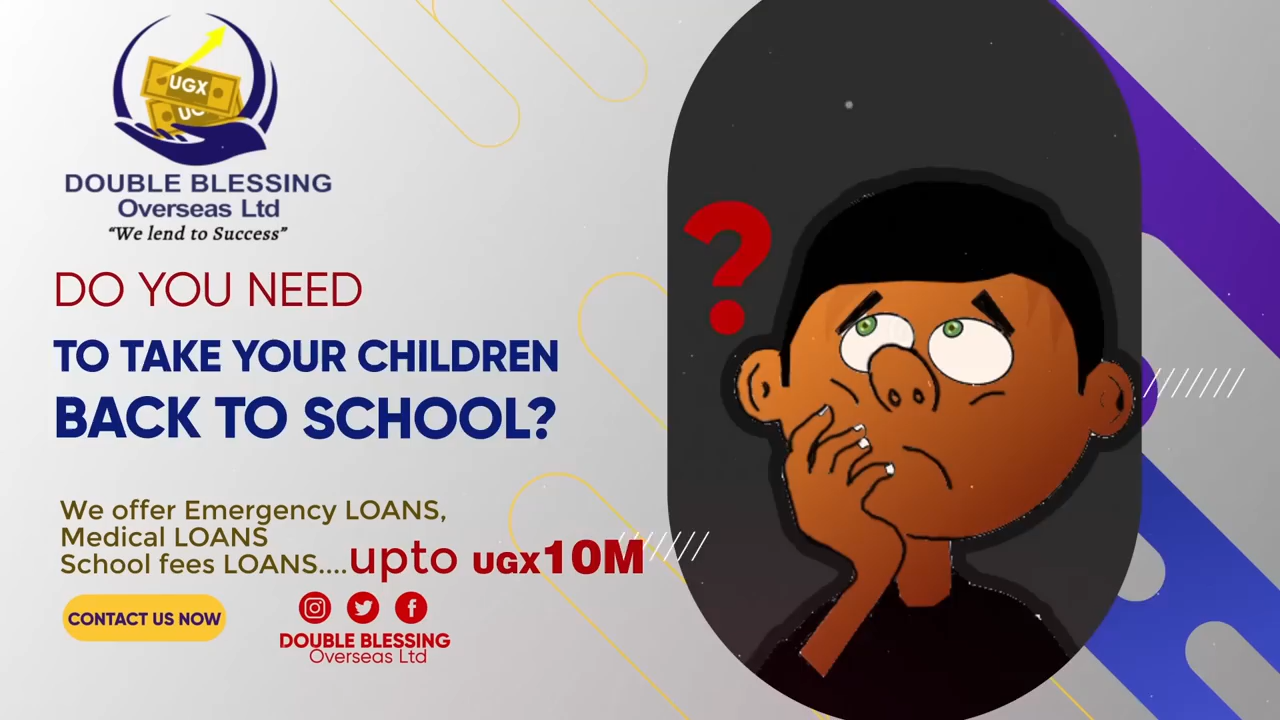 UGX
DOUBLE BLESSING
Overseas Ltd
“We lend to Success”
DO YOU NEED
TO TAKE YOUR CHILDREN
BACK TO SCHOOL?
We offer Emergency LOANS,
Medical LOANS
School fees LOANS....upto UGX10M
CONTACT US NOW
DOUBLE BLESSING
Overseas Ltd
?